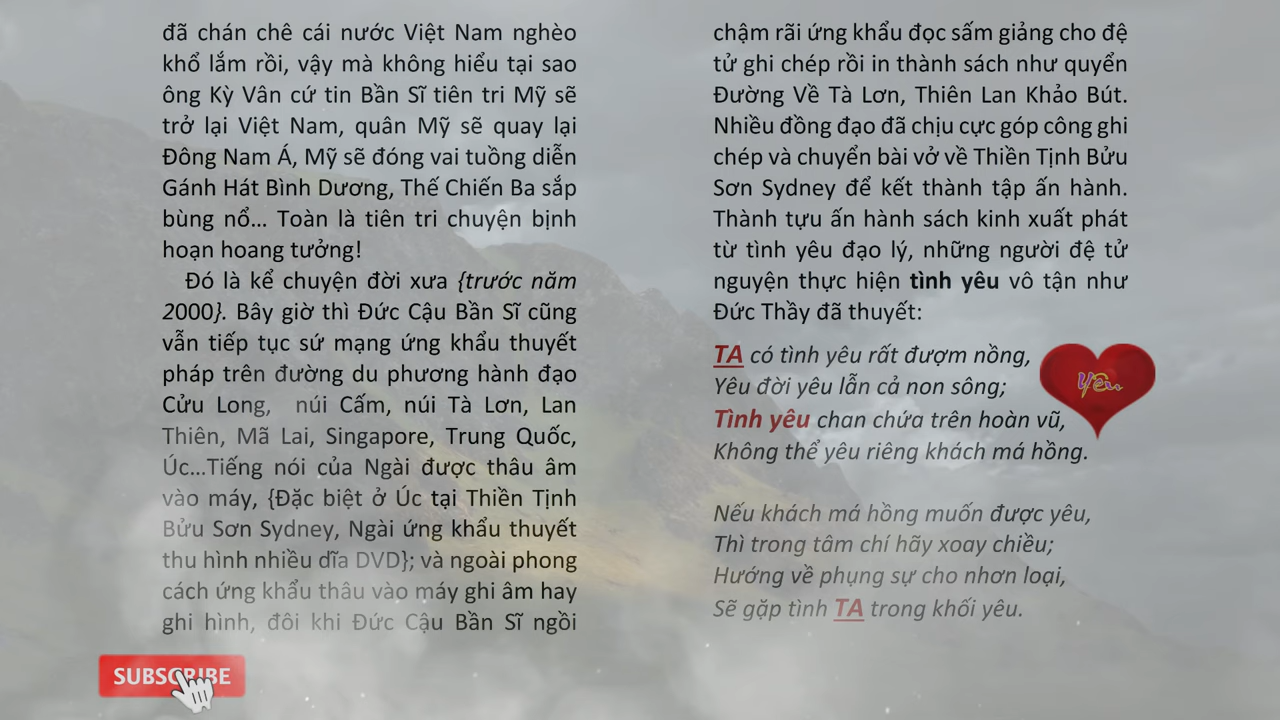 đã chán chê cái nước Việt Nam nghèo
khổ lắm rồi, vậy mà không hiểu tại sao
ông Kỳ Vân cứ tin Bần Sĩ tiên tri Mỹ sẽ
trở lại Việt Nam, quân Mỹ sẽ quay lại
Đông Nam Á, Mỹ sẽ đóng vai tuồng diễn
Gánh Hát Bình Dương, Thế Chiến Ba sắp
bùng nổ... Toàn là tiên tri chuyện bịnh
hoạn hoang tưởng!
Đó là kể chuyện đời xưa {trước năm
2000}. Bây giờ thì Đức Cậu Bần Sĩ cũng
vẫn tiếp tục sứ mạng ứng khẩu thuyết
pháp trên đường du phương hành đạo
Cửu Long, núi Cấm, núi Tà Lơn, Lan
Thiên, Mã Lai, Singapore, Trung Quốc,
Úc...Tiếng nói của Ngài được thâu âm
vào máy, {Đặc biệt ở Úc tại Thiền Tịnh
Bửu Sơn Sydney, Ngài ứng khẩu thuyết
thu hình nhiều dĩa DVD}; và ngoài phong
cách ứng khẩu thâu vào máy ghi âm hay
ghi hình, đôi khi Đức Cậu Bần Sĩ ngồi
chậm rãi ứng khẩu đọc sấm giảng cho đệ
tử ghi chép rồi in thành sách như quyển
Đường Về Tà Lơn, Thiên Lan Khảo Bút.
Nhiều đồng đạo đã chịu cực góp công ghi
chép và chuyển bài vở về Thiền Tịnh Bửu
Sơn Sydney để kết thành tập ấn hành.
Thành tựu ấn hành sách kinh xuất phát
từ tình yêu đạo lý, những người đệ tử
nguyện thực hiện tình yêu vô tận như
Đức Thầy đã thuyết:
TA có tình yêu rất đượm nồng,
Yêu đời yêu lẫn cả non sông;
Tình yêu chan chứa trên hoàn vũ,
Không thể yêu riêng khách má hồng.
Yêu
Nếu khách má hồng muốn được yêu,
Thì trong tâm chí hãy xoay chiều;
Hướng về phụng sự cho nhơn loại,
Sẽ gặp tình TA trong khối yêu.
SUBSCRIBE